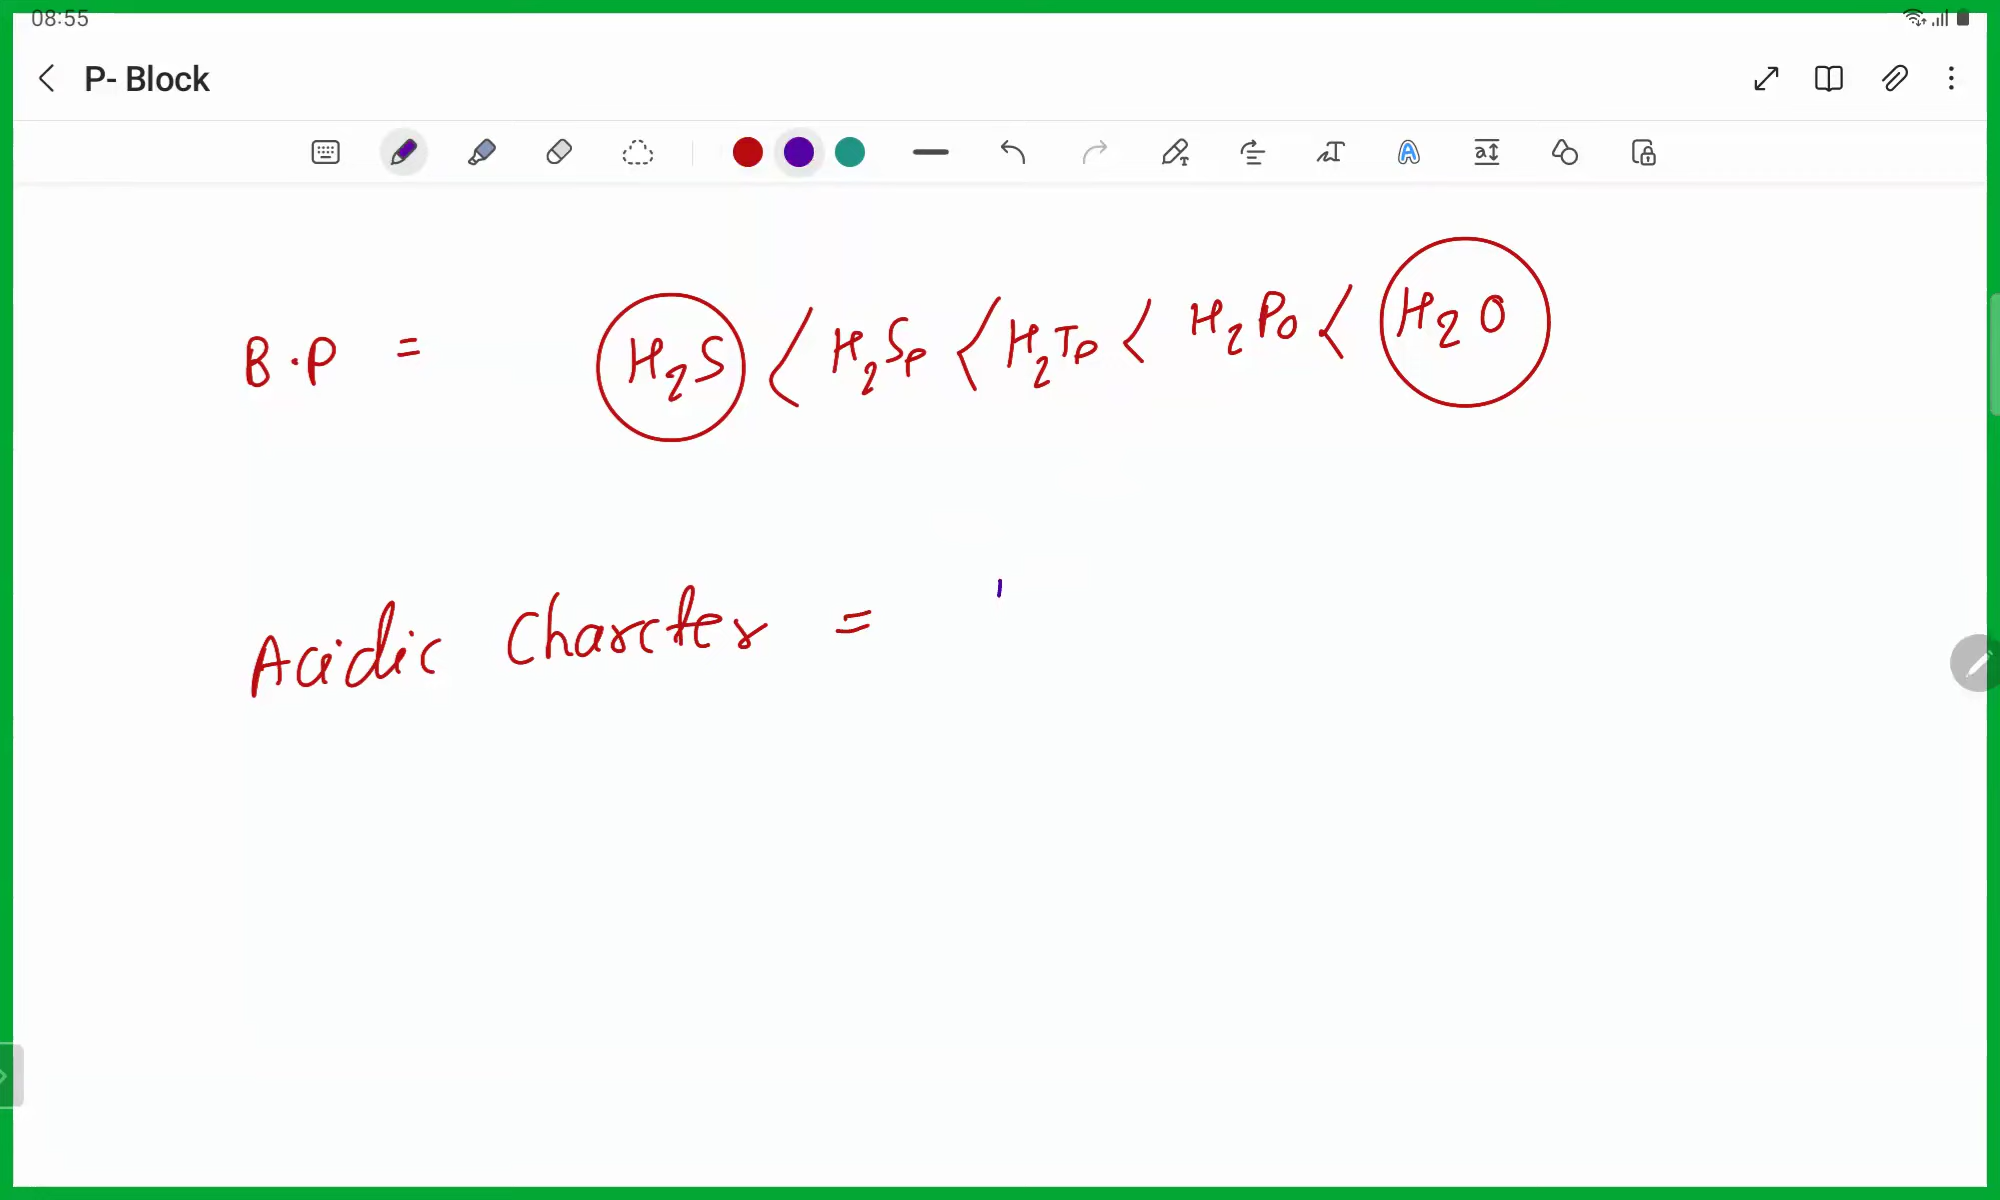 08:55
P- Block
B.P = H₂S < H₂Se < H₂Te < H₂Po < H₂O
Acidic Charcter =